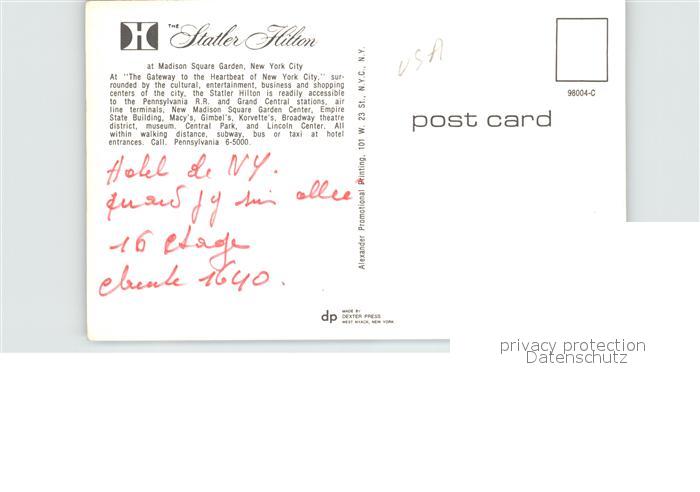 THE Statler Hilton
at Madison Square Garden, New York City
At "The Gateway to the Heartbeat of New York City," sur-
rounded by the cultural, entertainment, business and shopping
centers of the city, the Statler Hilton is readily accessible
to the Pennsylvania R.R. and Grand Central stations, air
line terminals, New Madison Square Garden Center, Empire
State Building, Macy's, Gimbel's, Korvette's, Broadway theatre
district, museum, Central Park, and Lincoln Center. All
within walking distance, subway, bus or taxi at hotel
entrances. Call, Pennsylvania 6-5000.
Hotel de NY.
quand j'y suis allee
16 etage
chambre 1640.
dp MADE BY
DEXTER PRESS
WEST NYACK, NEW YORK
Alexander Promotional Printing, 101 W. 23 St., N.Y.C., N.Y.
USA
98004-C
post card
privacy protection
Datenschutz